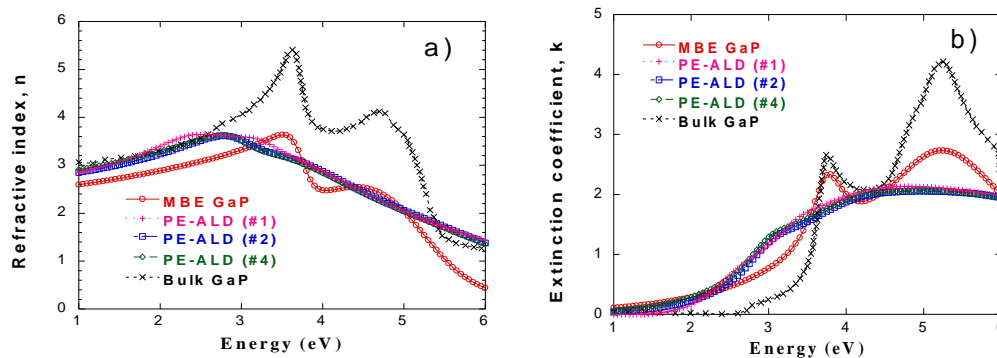 a)
Refractive index, n
6
5
4
3
2
1
0
MBE GaP
PE-ALD (#1)
PE-ALD (#2)
PE-ALD (#4)
Bulk GaP
1 2 3 4 5 6
Energy (eV)
b)
Extinction coefficient, k
5
4
3
2
1
0
MBE GaP
PE-ALD (#1)
PE-ALD (#2)
PE-ALD (#4)
Bulk GaP
1 2 3 4 5 6
Energy (eV)